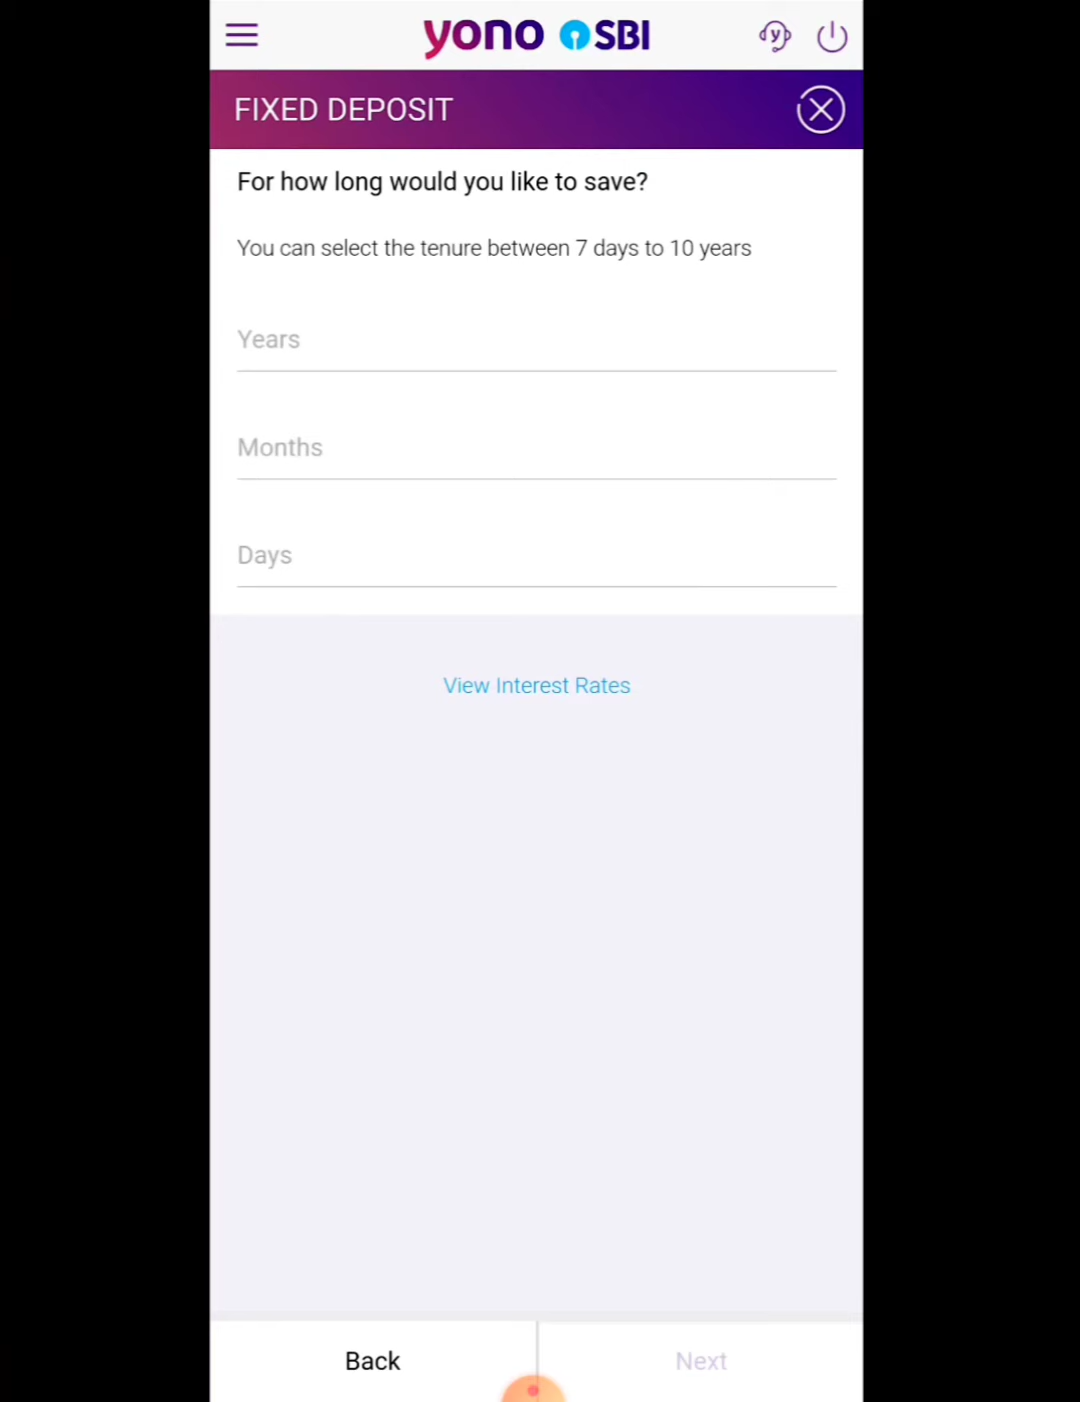 yono SBI
FIXED DEPOSIT
For how long would you like to save?
You can select the tenure between 7 days to 10 years
Years
Months
Days
View Interest Rates
Back Next